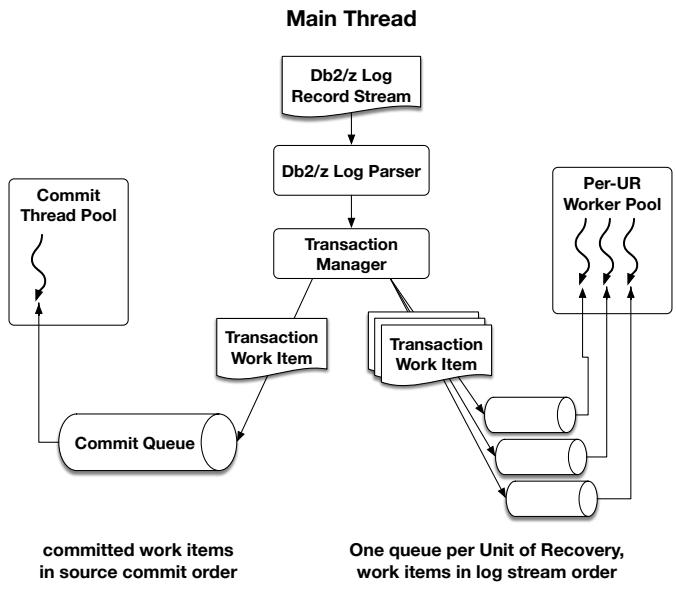 Main Thread
Db2/z Log
Record Stream
Db2/z Log Parser
Transaction
Manager
Commit
Thread Pool
Per-UR
Worker Pool
Transaction
Work Item
Transaction
Work Item
Commit Queue
committed work items
in source commit order
One queue per Unit of Recovery,
work items in log stream order